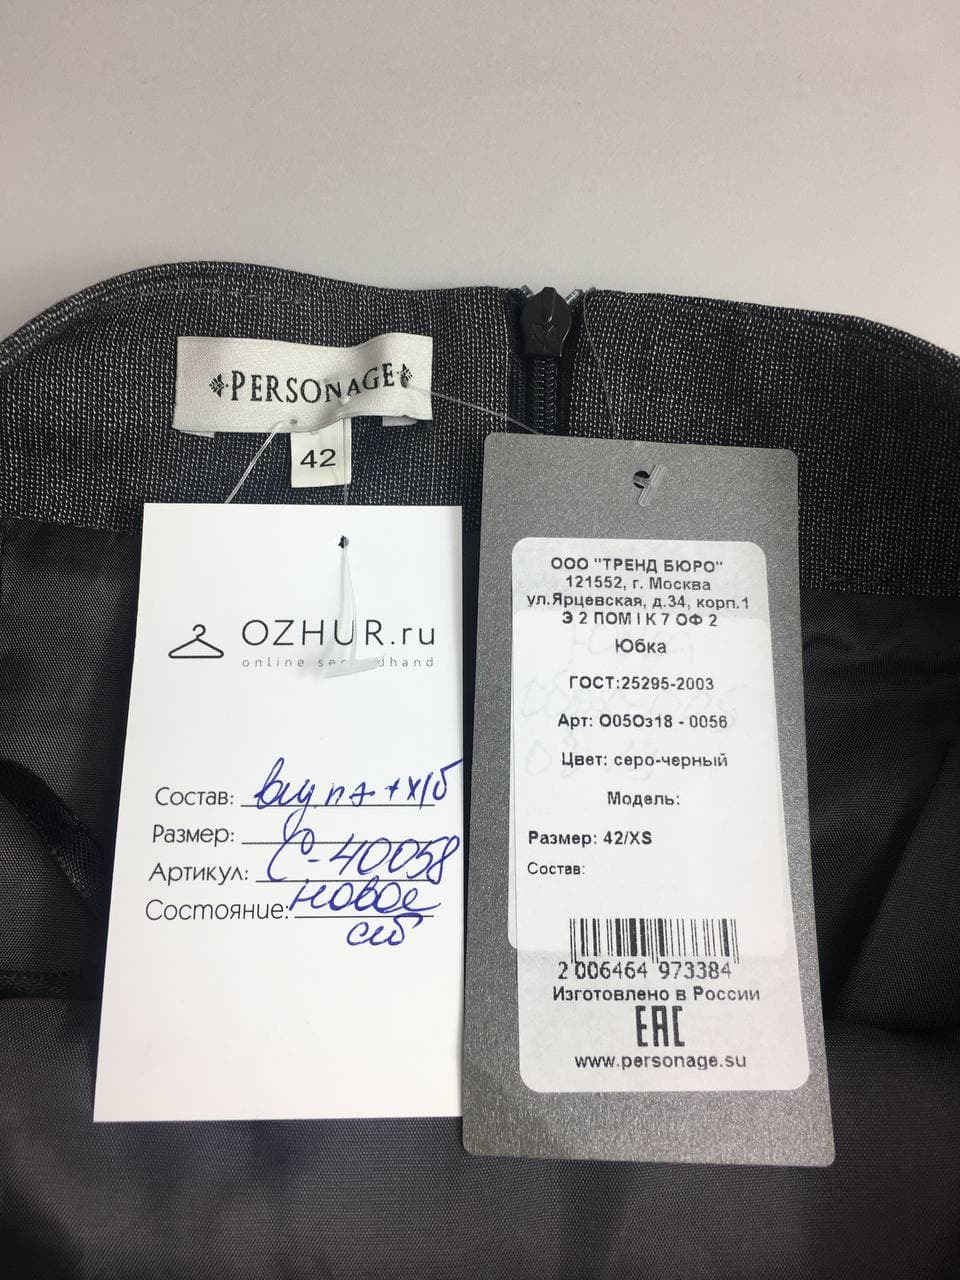 PERSONAGE
42
OZHUR.ru
online secondhand
Состав: + х/б
Размер:
Артикул: С-40058
Состояние: новое
ООО "ТРЕНД БЮРО"
121552, г. Москва
ул.Ярцевская, д.34, корп.1
Э 2 ПОМ I К 7 ОФ 2
Юбка
ГОСТ:25295-2003
Арт: О05Оз18 - 0056
Цвет: серо-черный
Модель:
Размер: 42/XS
Состав:
2 006464 973384
Изготовлено в России
EAC
www.personage.su